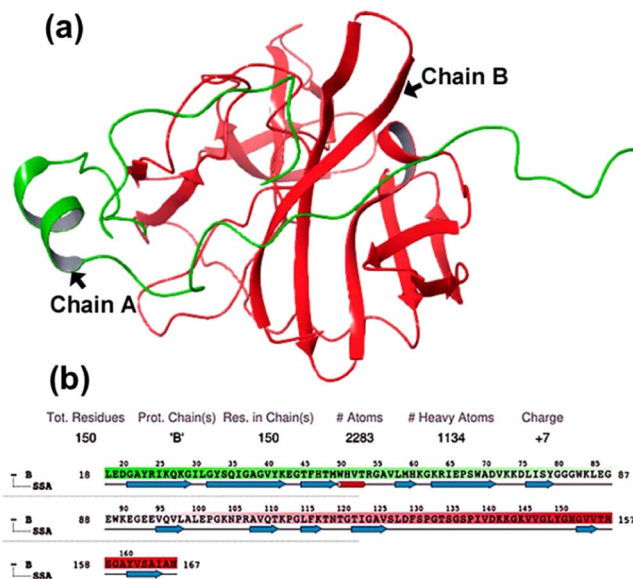 (a)
Chain B
Chain A
(b)
Tot. Residues Prot. Chain(s) Res. in Chain(s) # Atoms # Heavy Atoms Charge
150 'B' 150 2283 1134 +7
20 25 30 35 40 45 50 55 60 65 70 75 80 85
B 18 LEDGAYRIKQKGILGYSQIGAGVYKEGTFHTMWHVTRGAVLMHKGKRIEPSWADVKKDLISYGGGWKLEG 87
SSA
90 95 100 105 110 115 120 125 130 135 140 145 150
B 88 EWKEGEEVQVLALEPGKNPRAVQTKPGLFKTNTGTIGAVSLDFSPGTSGSPIVDKKGKVVGLYGNGVVTR 157
SSA
160
B 158 SGAYVSAIAN 167
SSA